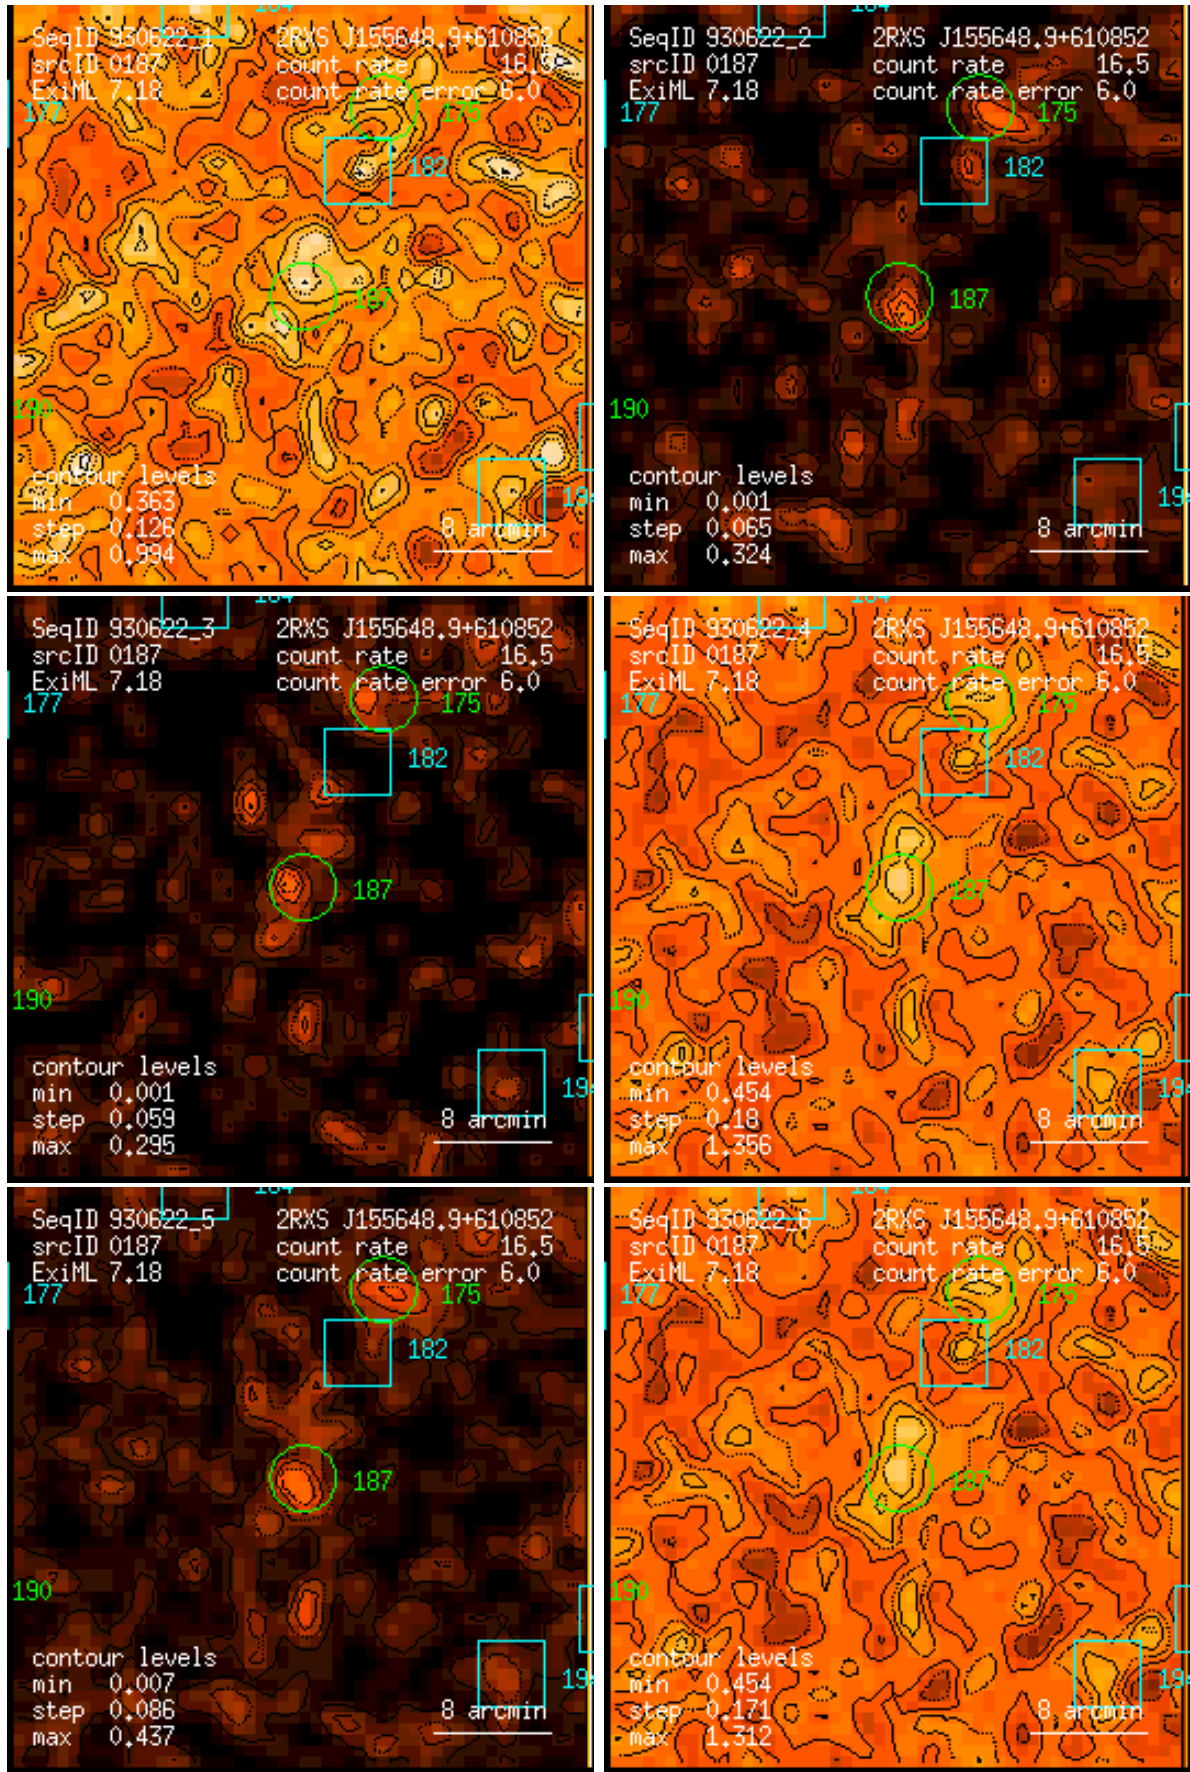 184
SeqID 930622_1 2RXS J155648.9+610852
srcID 0187 count rate 16.5
ExiML 7.18 count rate error 6.0
177 175
182
187
190
contour levels
min 0.363
194
step 0.126 8 arcmin
max 0.994
184
SeqID 930622_2 2RXS J155648.9+610852
srcID 0187 count rate 16.5
ExiML 7.18 count rate error 6.0
177 175
182
187
190
contour levels
min 0.001
194
step 0.065 8 arcmin
max 0.324
184
SeqID 930622_3 2RXS J155648.9+610852
srcID 0187 count rate 16.5
ExiML 7.18 count rate error 6.0
177 175
182
187
190
contour levels
min 0.001
194
step 0.059 8 arcmin
max 0.295
184
SeqID 930622_4 2RXS J155648.9+610852
srcID 0187 count rate 16.5
ExiML 7.18 count rate error 6.0
177 175
182
187
190
contour levels
min 0.454
194
step 0.18 8 arcmin
max 1.356
184
SeqID 930622_5 2RXS J155648.9+610852
srcID 0187 count rate 16.5
ExiML 7.18 count rate error 6.0
177 175
182
187
190
contour levels
min 0.007
194
step 0.086 8 arcmin
max 0.437
184
SeqID 930622_6 2RXS J155648.9+610852
srcID 0187 count rate 16.5
ExiML 7.18 count rate error 6.0
177 175
182
187
190
contour levels
min 0.454
194
step 0.171 8 arcmin
max 1.312